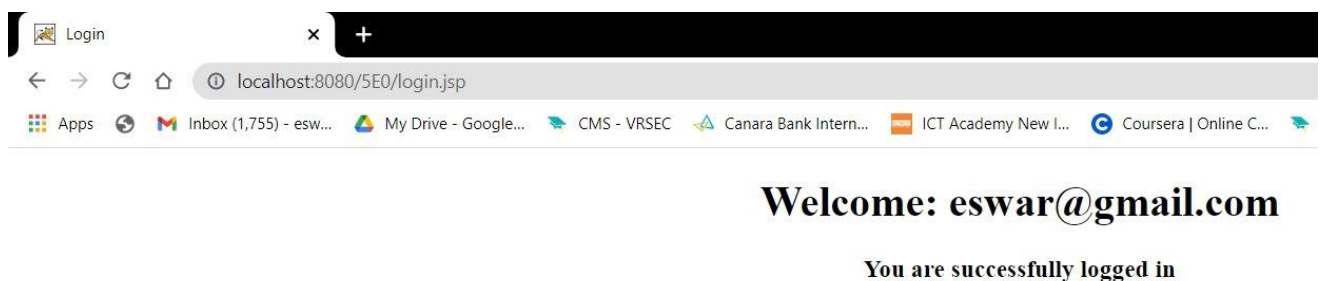 Login
localhost:8080/5E0/login.jsp
Apps Inbox (1,755) - esw... My Drive - Google... CMS - VRSEC Canara Bank Intern... ICT Academy New I... Coursera | Online C...
Welcome: eswar@gmail.com
You are successfully logged in